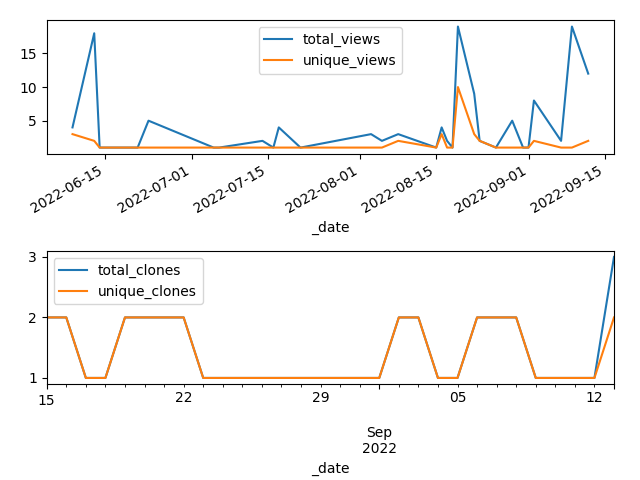 total_views
unique_views
15
10
5
2022-06-15
2022-07-01
2022-07-15
2022-08-01
2022-08-15
2022-09-01
2022-09-15
_date
total_clones
unique_clones
3
2
1
15
22
29
05
12
Sep
2022
_date